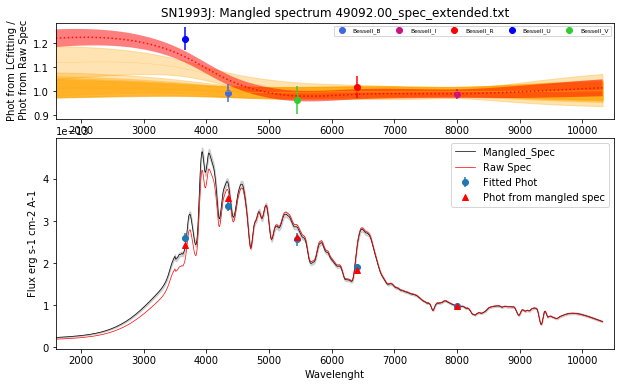 SN1993J: Mangled spectrum 49092.00_spec_extended.txt
Phot from LCfitting /
Phot from Raw Spec
1.2
1.1
1.0
0.9
Bessell_B
Bessell_I
Bessell_R
Bessell_U
Bessell_V
2000 3000 4000 5000 6000 7000 8000 9000 10000
Flux erg s-1 cm-2 A-1
4
3
2
1
0
Mangled_Spec
Raw Spec
Fitted Phot
Phot from mangled spec
2000 3000 4000 5000 6000 7000 8000 9000 10000
Wavelenght